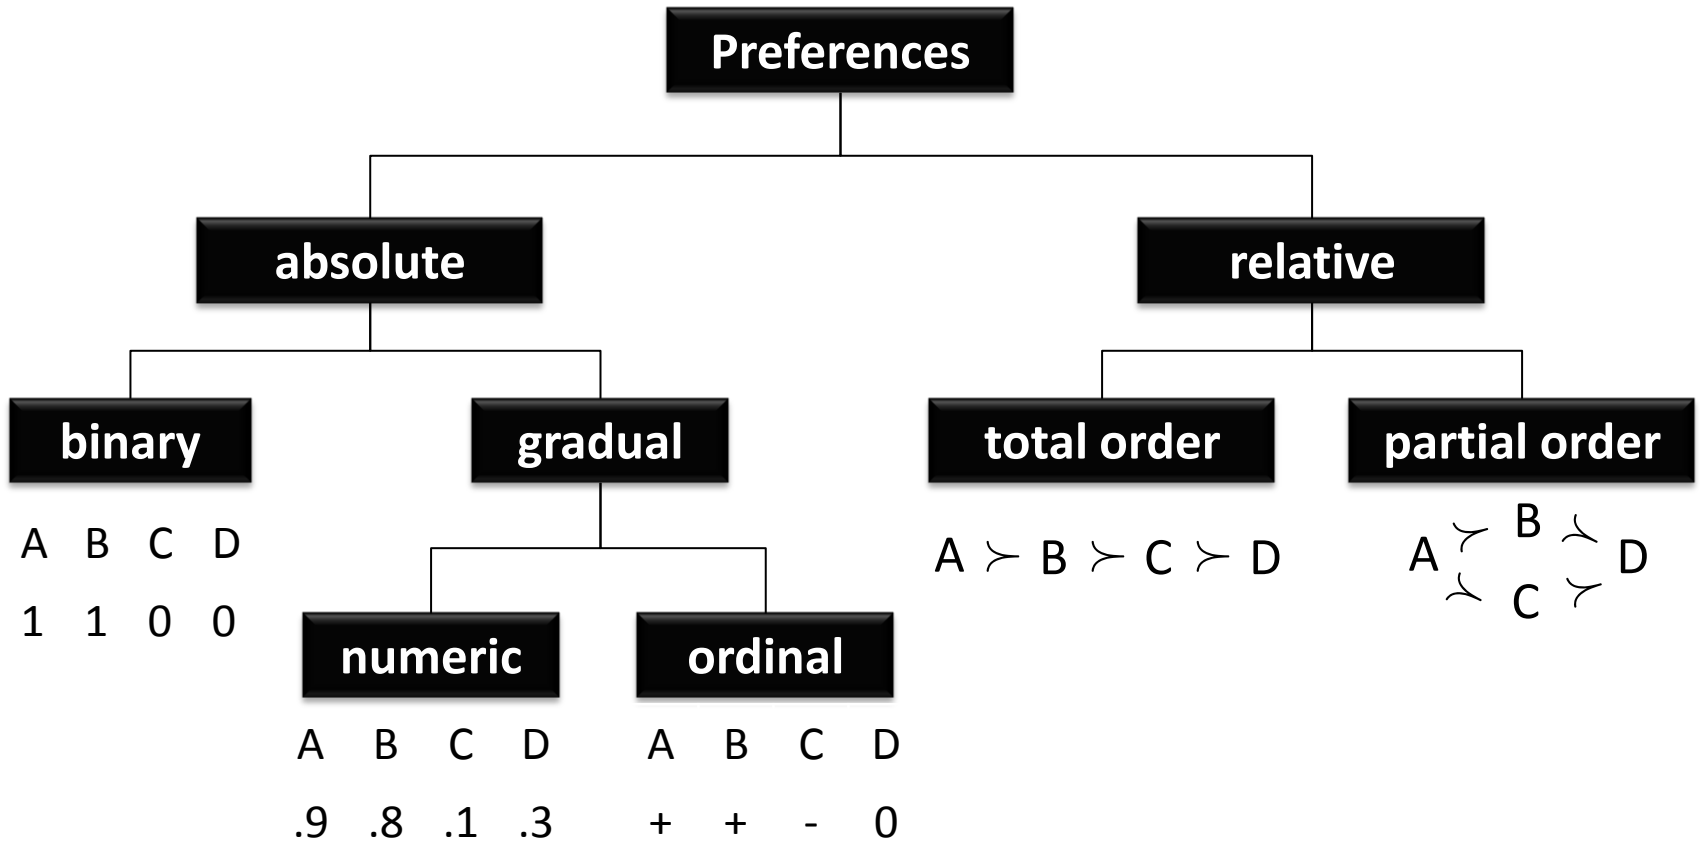 Preferences
absolute
relative
binary
gradual
total order
partial order
A B C D
1 1 0 0
A ≻ B ≻ C ≻ D
A ≻ B ≻ D
≻ C ≻
numeric
ordinal
A B C D
.9 .8 .1 .3
A B C D
+ + - 0